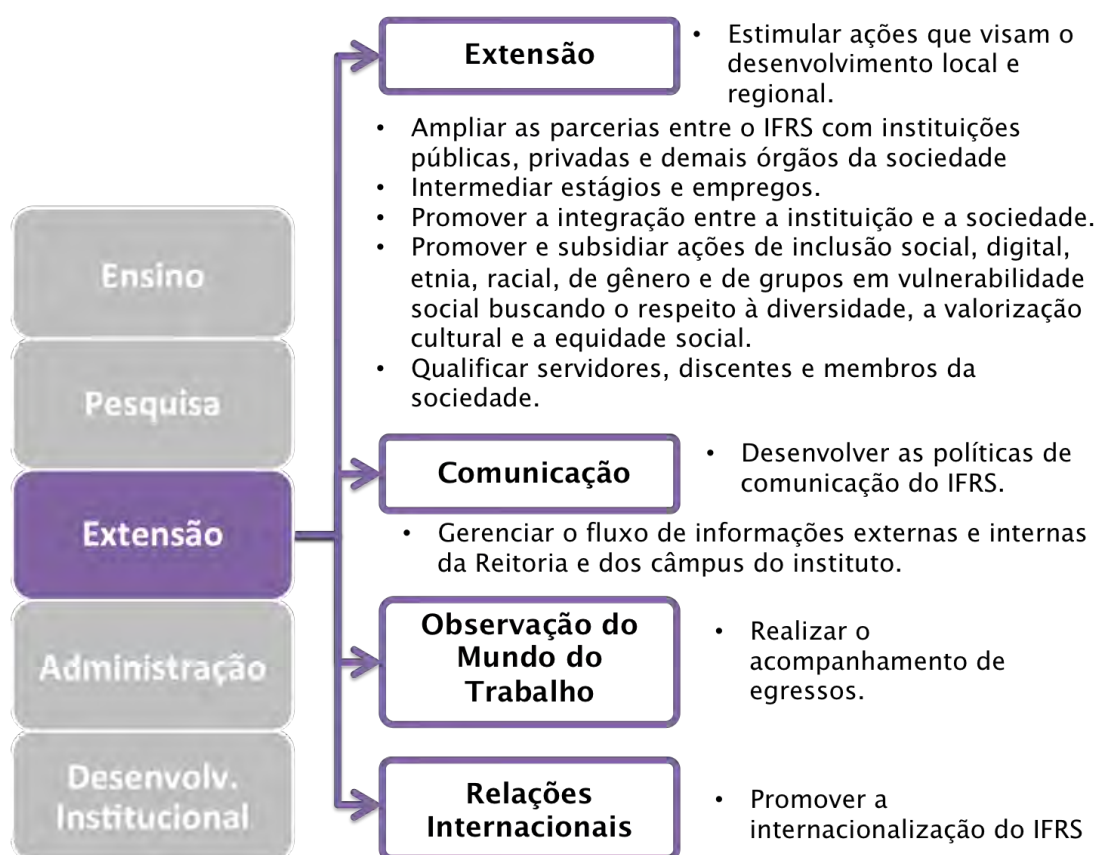 Ensino
Pesquisa
Extensão
Administração
Desenvolv.
Institucional
Extensão
• Estimular ações que visam o
desenvolvimento local e
regional.
• Ampliar as parcerias entre o IFRS com instituições
públicas, privadas e demais órgãos da sociedade
• Intermediar estágios e empregos.
• Promover a integração entre a instituição e a sociedade.
• Promover e subsidiar ações de inclusão social, digital,
etnia, racial, de gênero e de grupos em vulnerabilidade
social buscando o respeito à diversidade, a valorização
cultural e a equidade social.
• Qualificar servidores, discentes e membros da
sociedade.
Comunicação
• Desenvolver as políticas de
comunicação do IFRS.
• Gerenciar o fluxo de informações externas e internas
da Reitoria e dos câmpus do instituto.
Observação do
Mundo do
Trabalho
• Realizar o
acompanhamento de
egressos.
Relações
Internacionais
• Promover a
internacionalização do IFRS